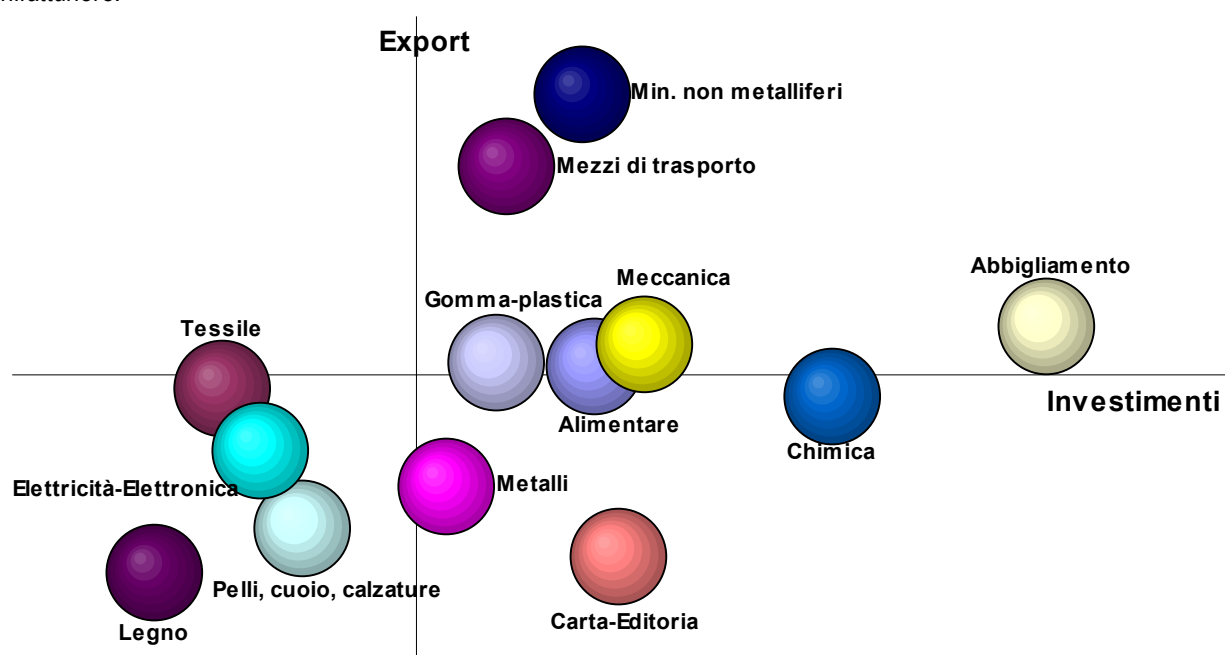 Export
Min. non metalliferi
Mezzi di trasporto
Abbigliamento
Meccanica
Gomma-plastica
Tessile
Investimenti
Alimentare
Chimica
Elettricità-Elettronica
Metalli
Pelli, cuoio, calzature
Carta-Editoria
Legno